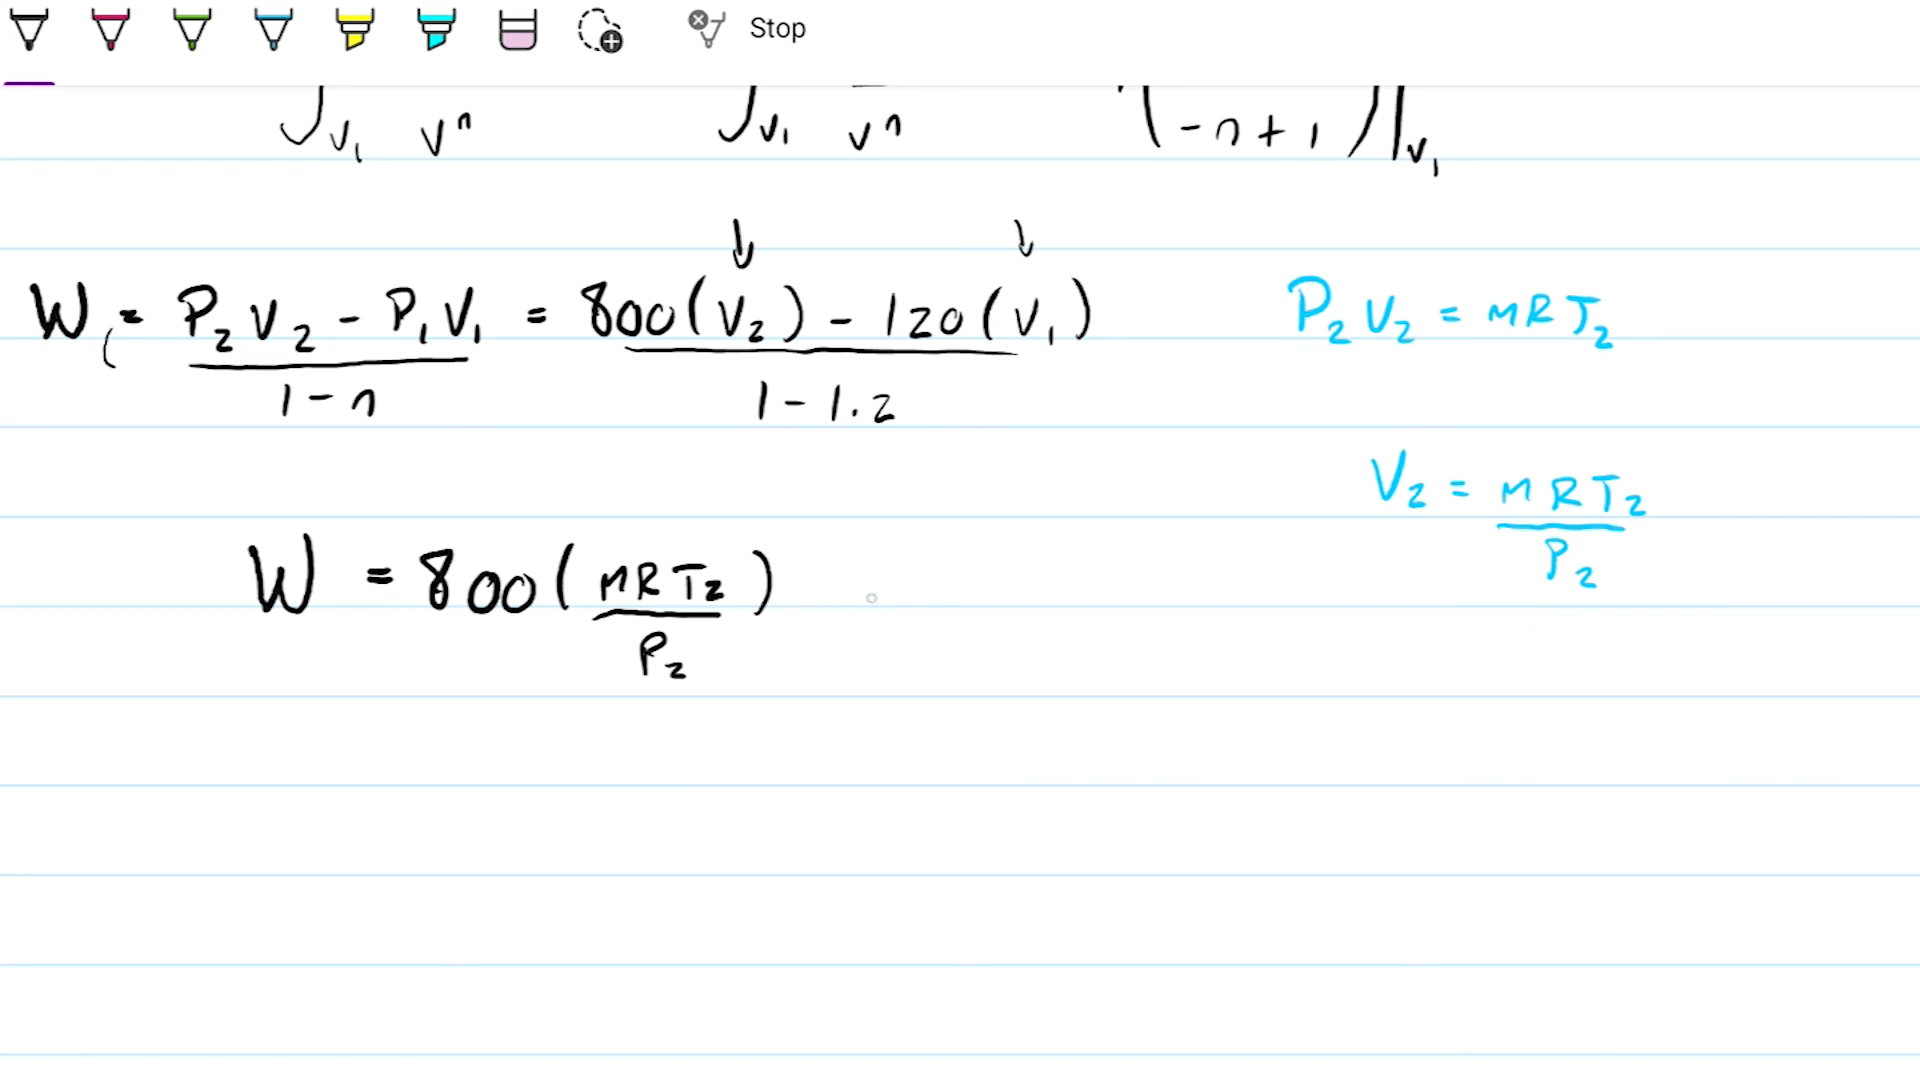 Stop
∫V₁ Vⁿ ∫V₁ Vⁿ (-n+1)|V₁
W = P₂V₂ - P₁V₁ = 800(V₂) - 120(V₁) P₂V₂ = MRT₂
1-n 1-1.2
V₂ = MRT₂
P₂
W = 800(MRT₂)
P₂